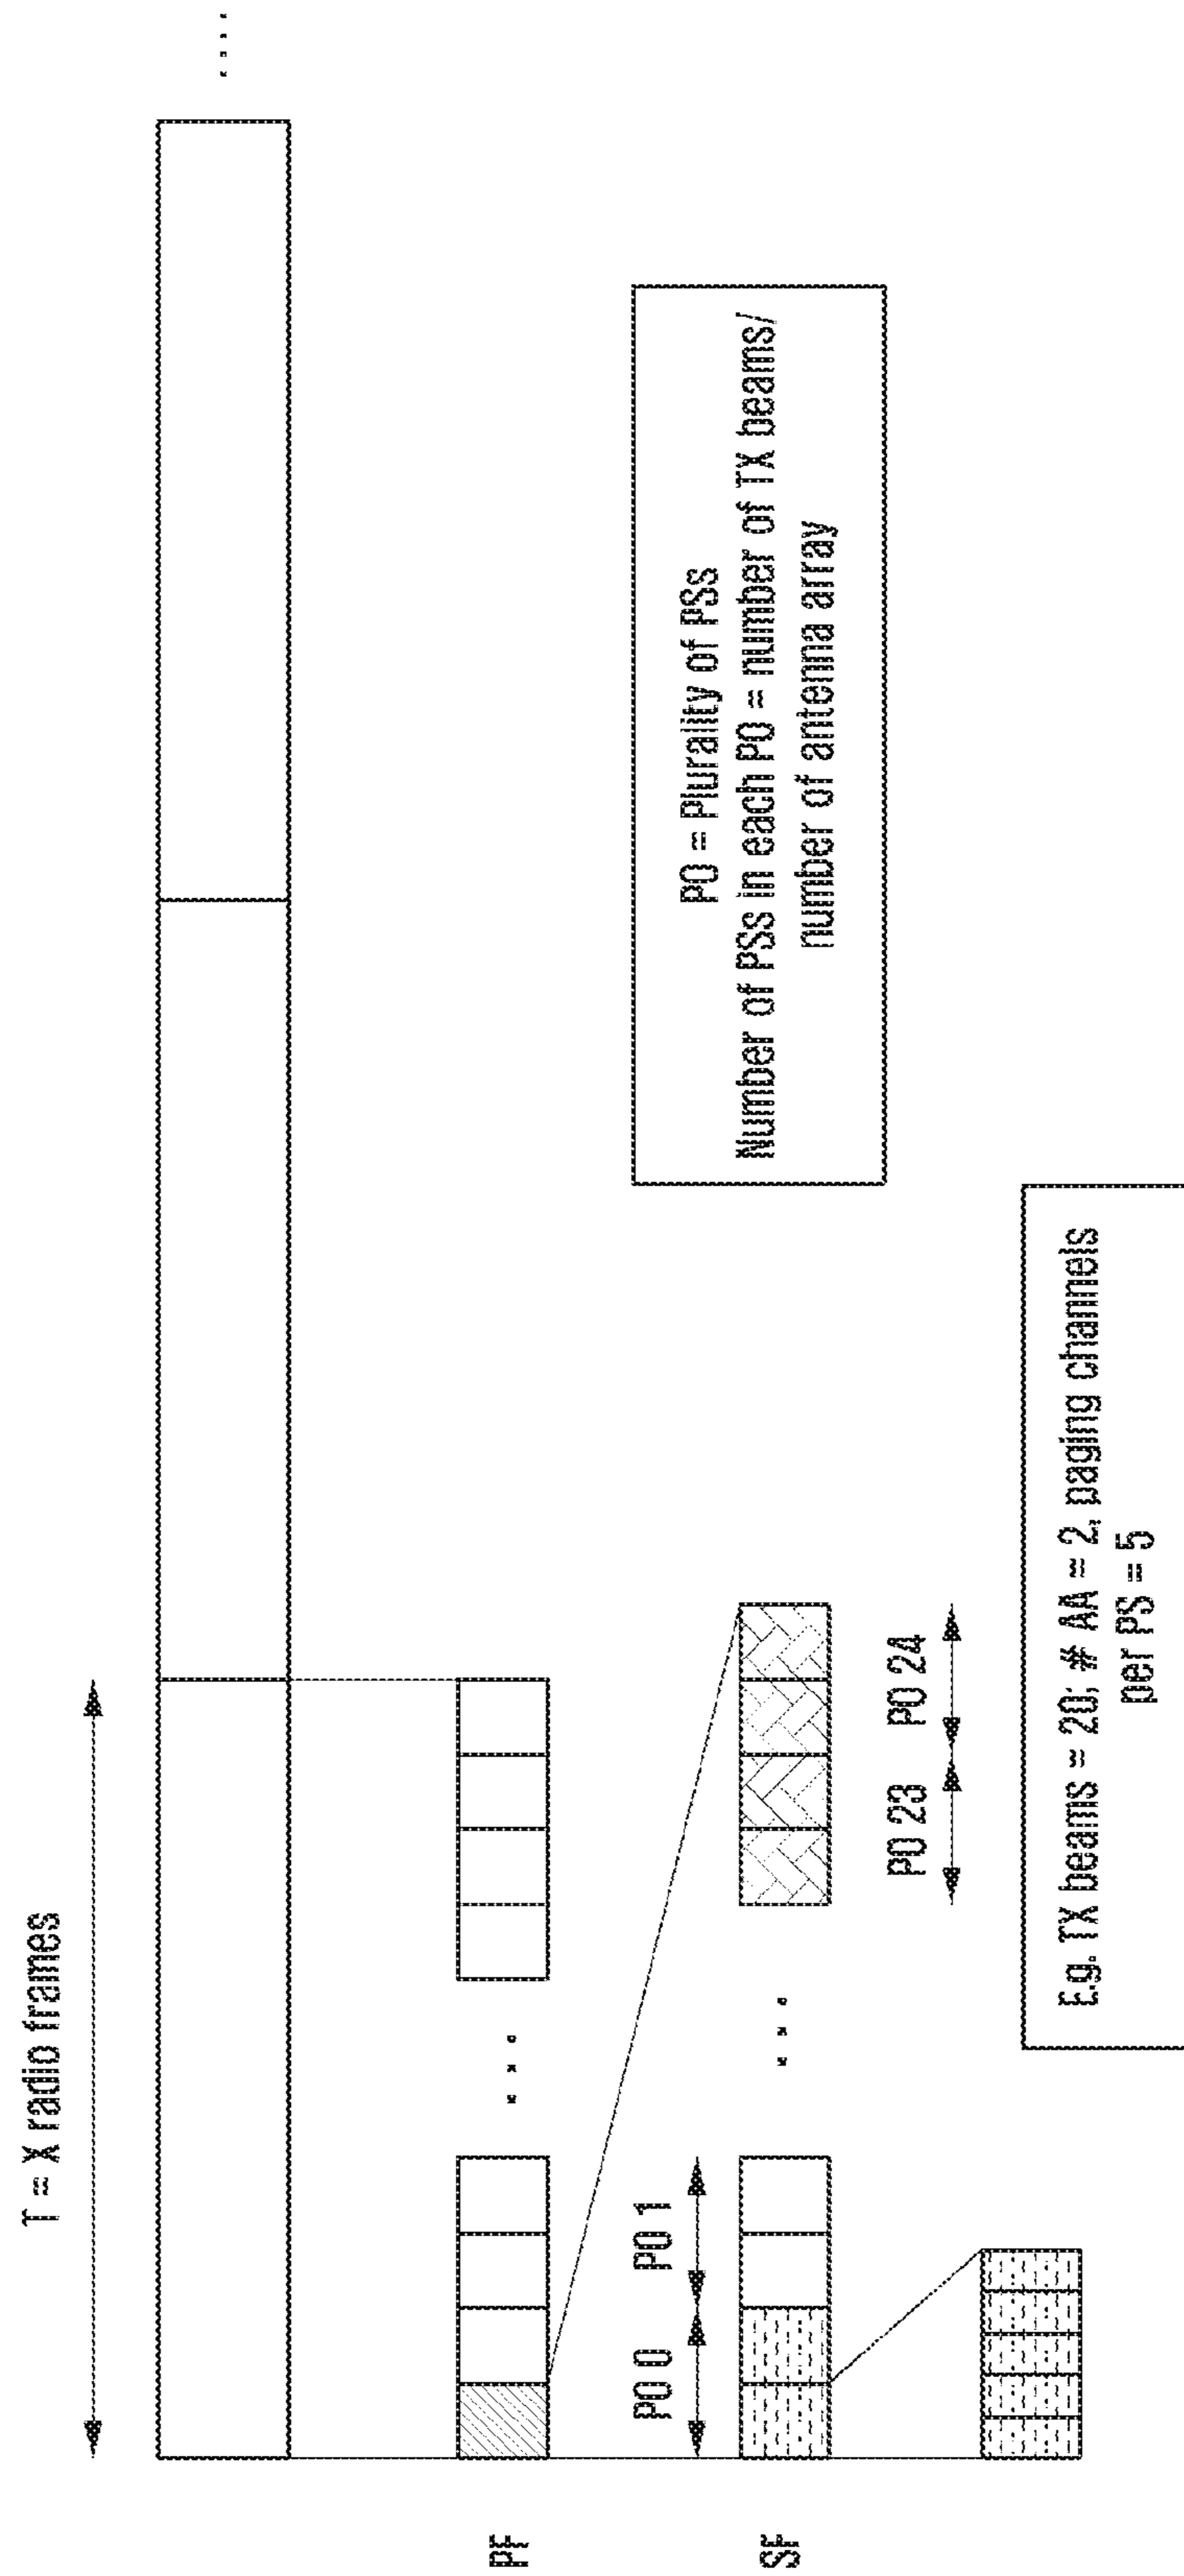 T = X radio frames
PF
PO 0
PO 1
SF
PO 23
PO 24
PO = Plurality of PSs
Number of PSs in each PO = number of TX beams/
number of antenna array
E.g. TX beams = 20; # AA = 2, paging channels
per PS = 5